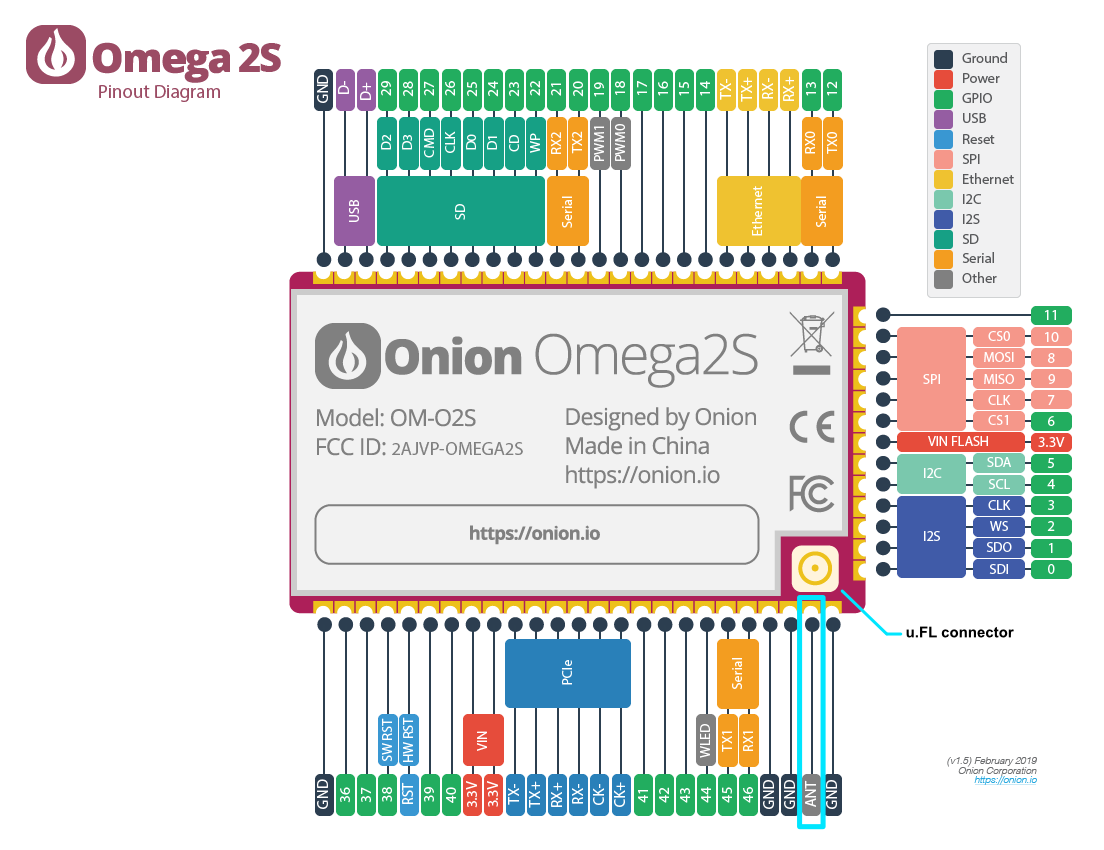 Omega 2S
Pinout Diagram
GND D- D+ 29 28 27 26 25 24 23 22 21 20 19 18 17 16 15 14 TX- TX+ RX- RX+ 13 12
D2 D3 CMD CLK D0 D1 CD WP RX2 TX2 PWM1 PWM0 RX0 TX0
USB SD Serial Ethernet Serial
Ground
Power
GPIO
USB
Reset
SPI
Ethernet
I2C
I2S
SD
Serial
Other
Onion Omega2S
Model: OM-O2S
FCC ID: 2AJVP-OMEGA2S
Designed by Onion
Made in China
https://onion.io
CE
FCC
https://onion.io
11
SPI
CS0 10
MOSI 8
MISO 9
CLK 7
CS1 6
VIN FLASH 3.3V
I2C
SDA 5
SCL 4
I2S
CLK 3
WS 2
SDO 1
SDI 0
u.FL connector
PCIe Serial
SW RST HW RST VIN WLED TX1 RX1
GND 36 37 38 RST 39 40 3.3V 3.3V TX- TX+ RX+ RX- CK- CK+ 41 42 43 44 45 46 GND GND ANT GND
(v1.5) February 2019
Onion Corporation
https://onion.io